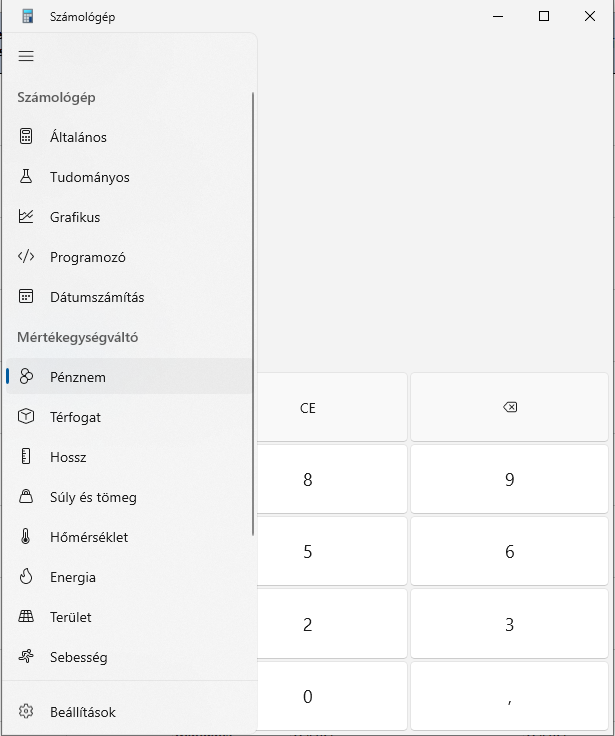 Számológép
Számológép
Általános
Tudományos
Grafikus
Programozó
Dátumszámítás
Mértékegységváltó
Pénznem
Térfogat
Hossz
Súly és tömeg
Hőmérséklet
Energia
Terület
Sebesség
Beállítások
CE
8
9
5
6
2
3
0
,